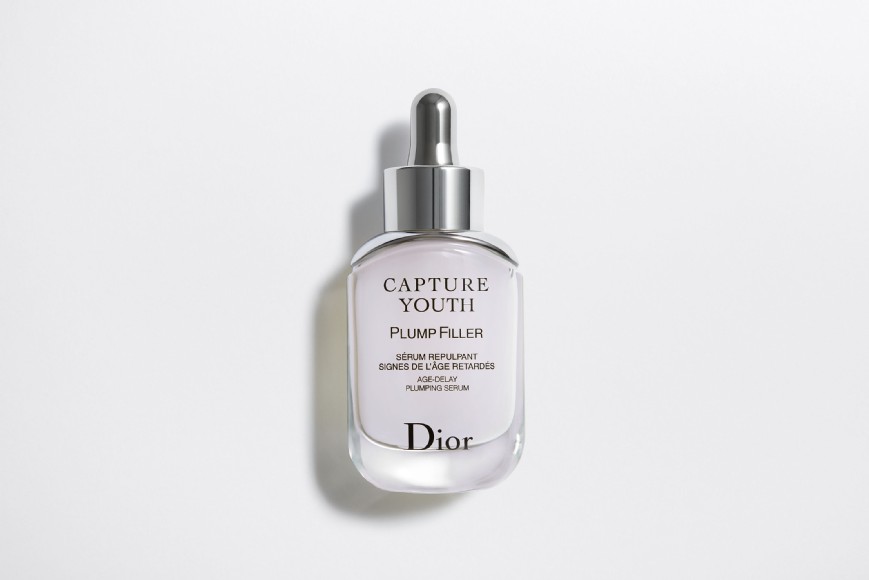 CAPTURE
YOUTH
PLUMP FILLER
SÉRUM REPULPANT
SIGNES DE L'ÂGE RETARDÉS
AGE-DELAY
PLUMPING SERUM
Dior